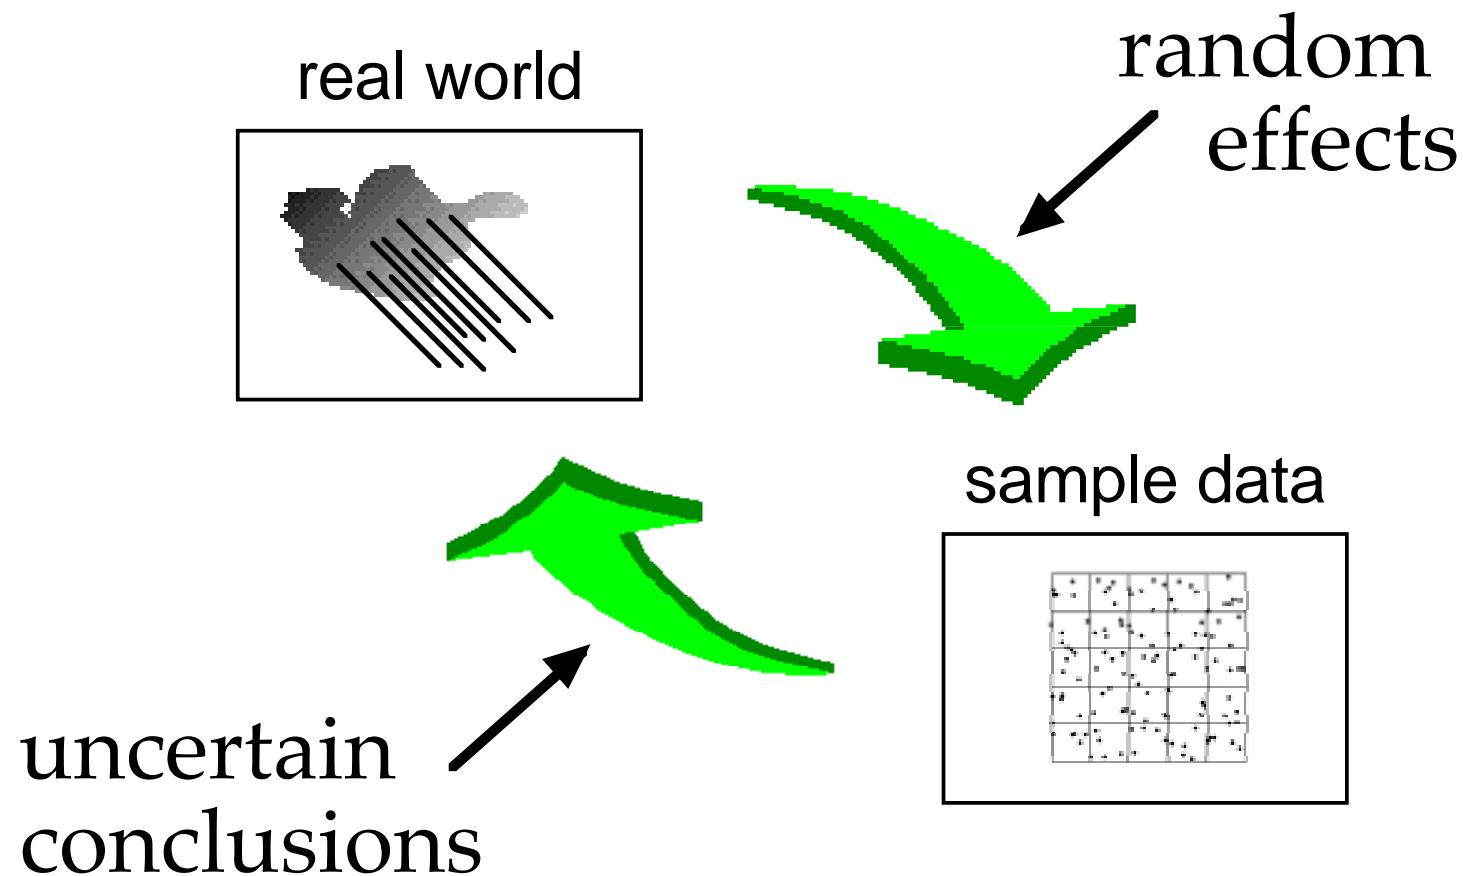 real world
random
effects
sample data
uncertain
conclusions